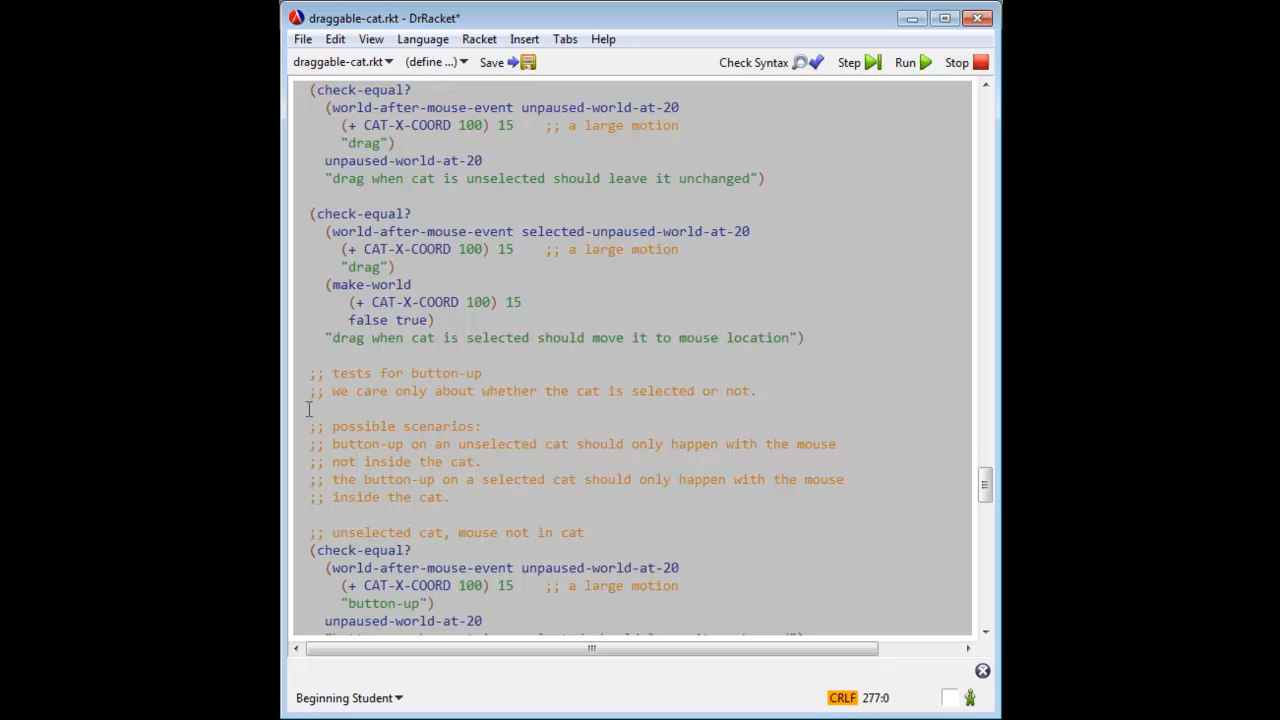 draggable-cat.rkt - DrRacket*
File Edit View Language Racket Insert Tabs Help
draggable-cat.rkt (define ...) Save Check Syntax Step Run Stop
(check-equal?
(world-after-mouse-event unpaused-world-at-20
(+ CAT-X-COORD 100) 15 ;; a large motion
"drag")
unpaused-world-at-20
"drag when cat is unselected should leave it unchanged")
(check-equal?
(world-after-mouse-event selected-unpaused-world-at-20
(+ CAT-X-COORD 100) 15 ;; a large motion
"drag")
(make-world
(+ CAT-X-COORD 100) 15
false true)
"drag when cat is selected should move it to mouse location")
;; tests for button-up
;; we care only about whether the cat is selected or not.
;; possible scenarios:
;; button-up on an unselected cat should only happen with the mouse
;; not inside the cat.
;; the button-up on a selected cat should only happen with the mouse
;; inside the cat.
;; unselected cat, mouse not in cat
(check-equal?
(world-after-mouse-event unpaused-world-at-20
(+ CAT-X-COORD 100) 15 ;; a large motion
"button-up")
unpaused-world-at-20
Beginning Student CRLF 277:0